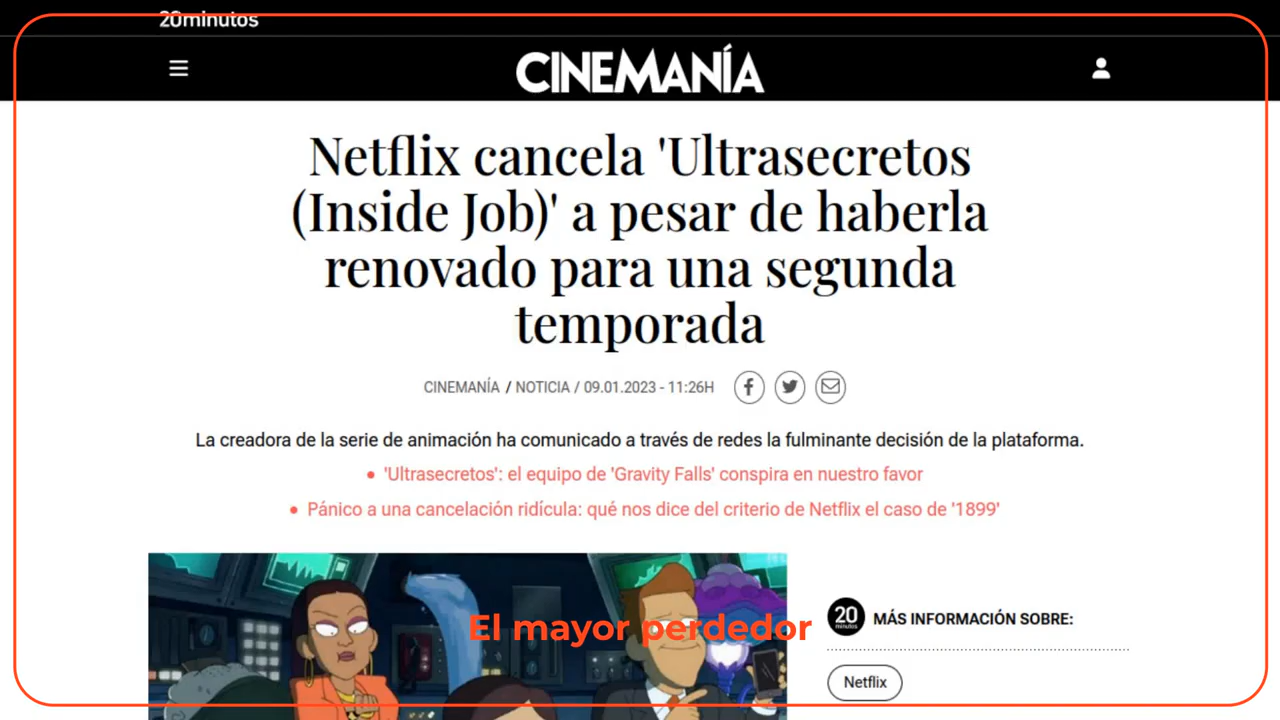 20minutos
CINEMANÍA
Netflix cancela 'Ultrasecretos
(Inside Job)' a pesar de haberla
renovado para una segunda
temporada
CINEMANÍA / NOTICIA / 09.01.2023 - 11:26H
La creadora de la serie de animación ha comunicado a través de redes la fulminante decisión de la plataforma.
• 'Ultrasecretos': el equipo de 'Gravity Falls' conspira en nuestro favor
• Pánico a una cancelación ridícula: qué nos dice del criterio de Netflix el caso de '1899'
El mayor perdedor
20 minutos MÁS INFORMACIÓN SOBRE:
Netflix